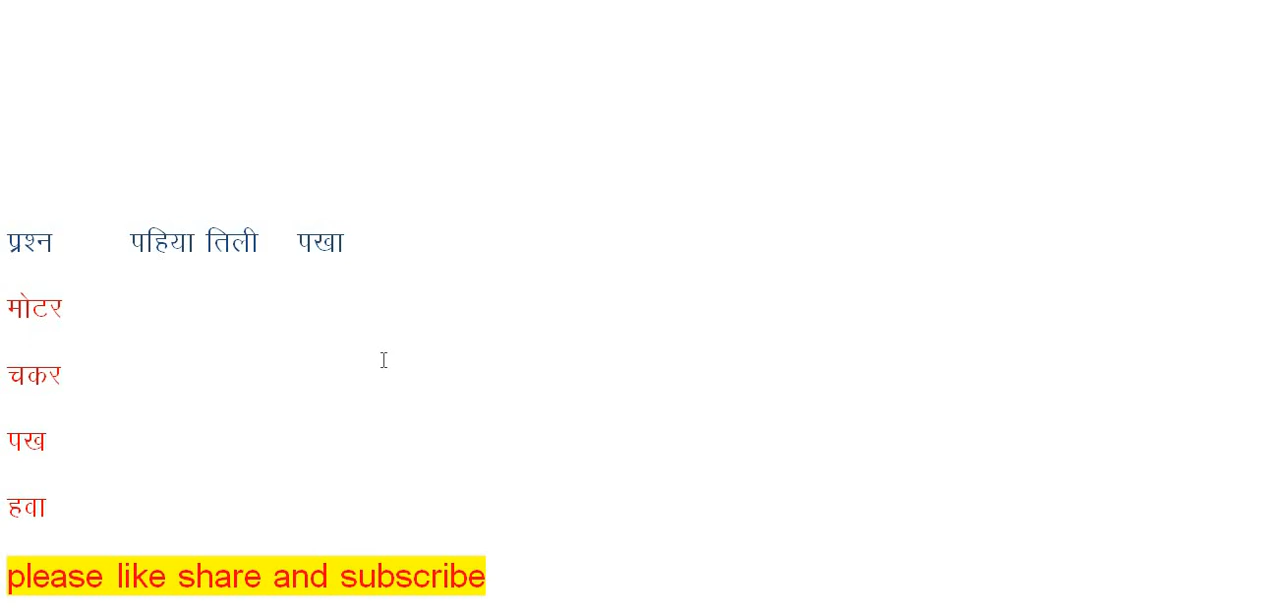 प्रश्न पहिया तिली पखा
मोटर
चकर
पख
हवा
please like share and subscribe